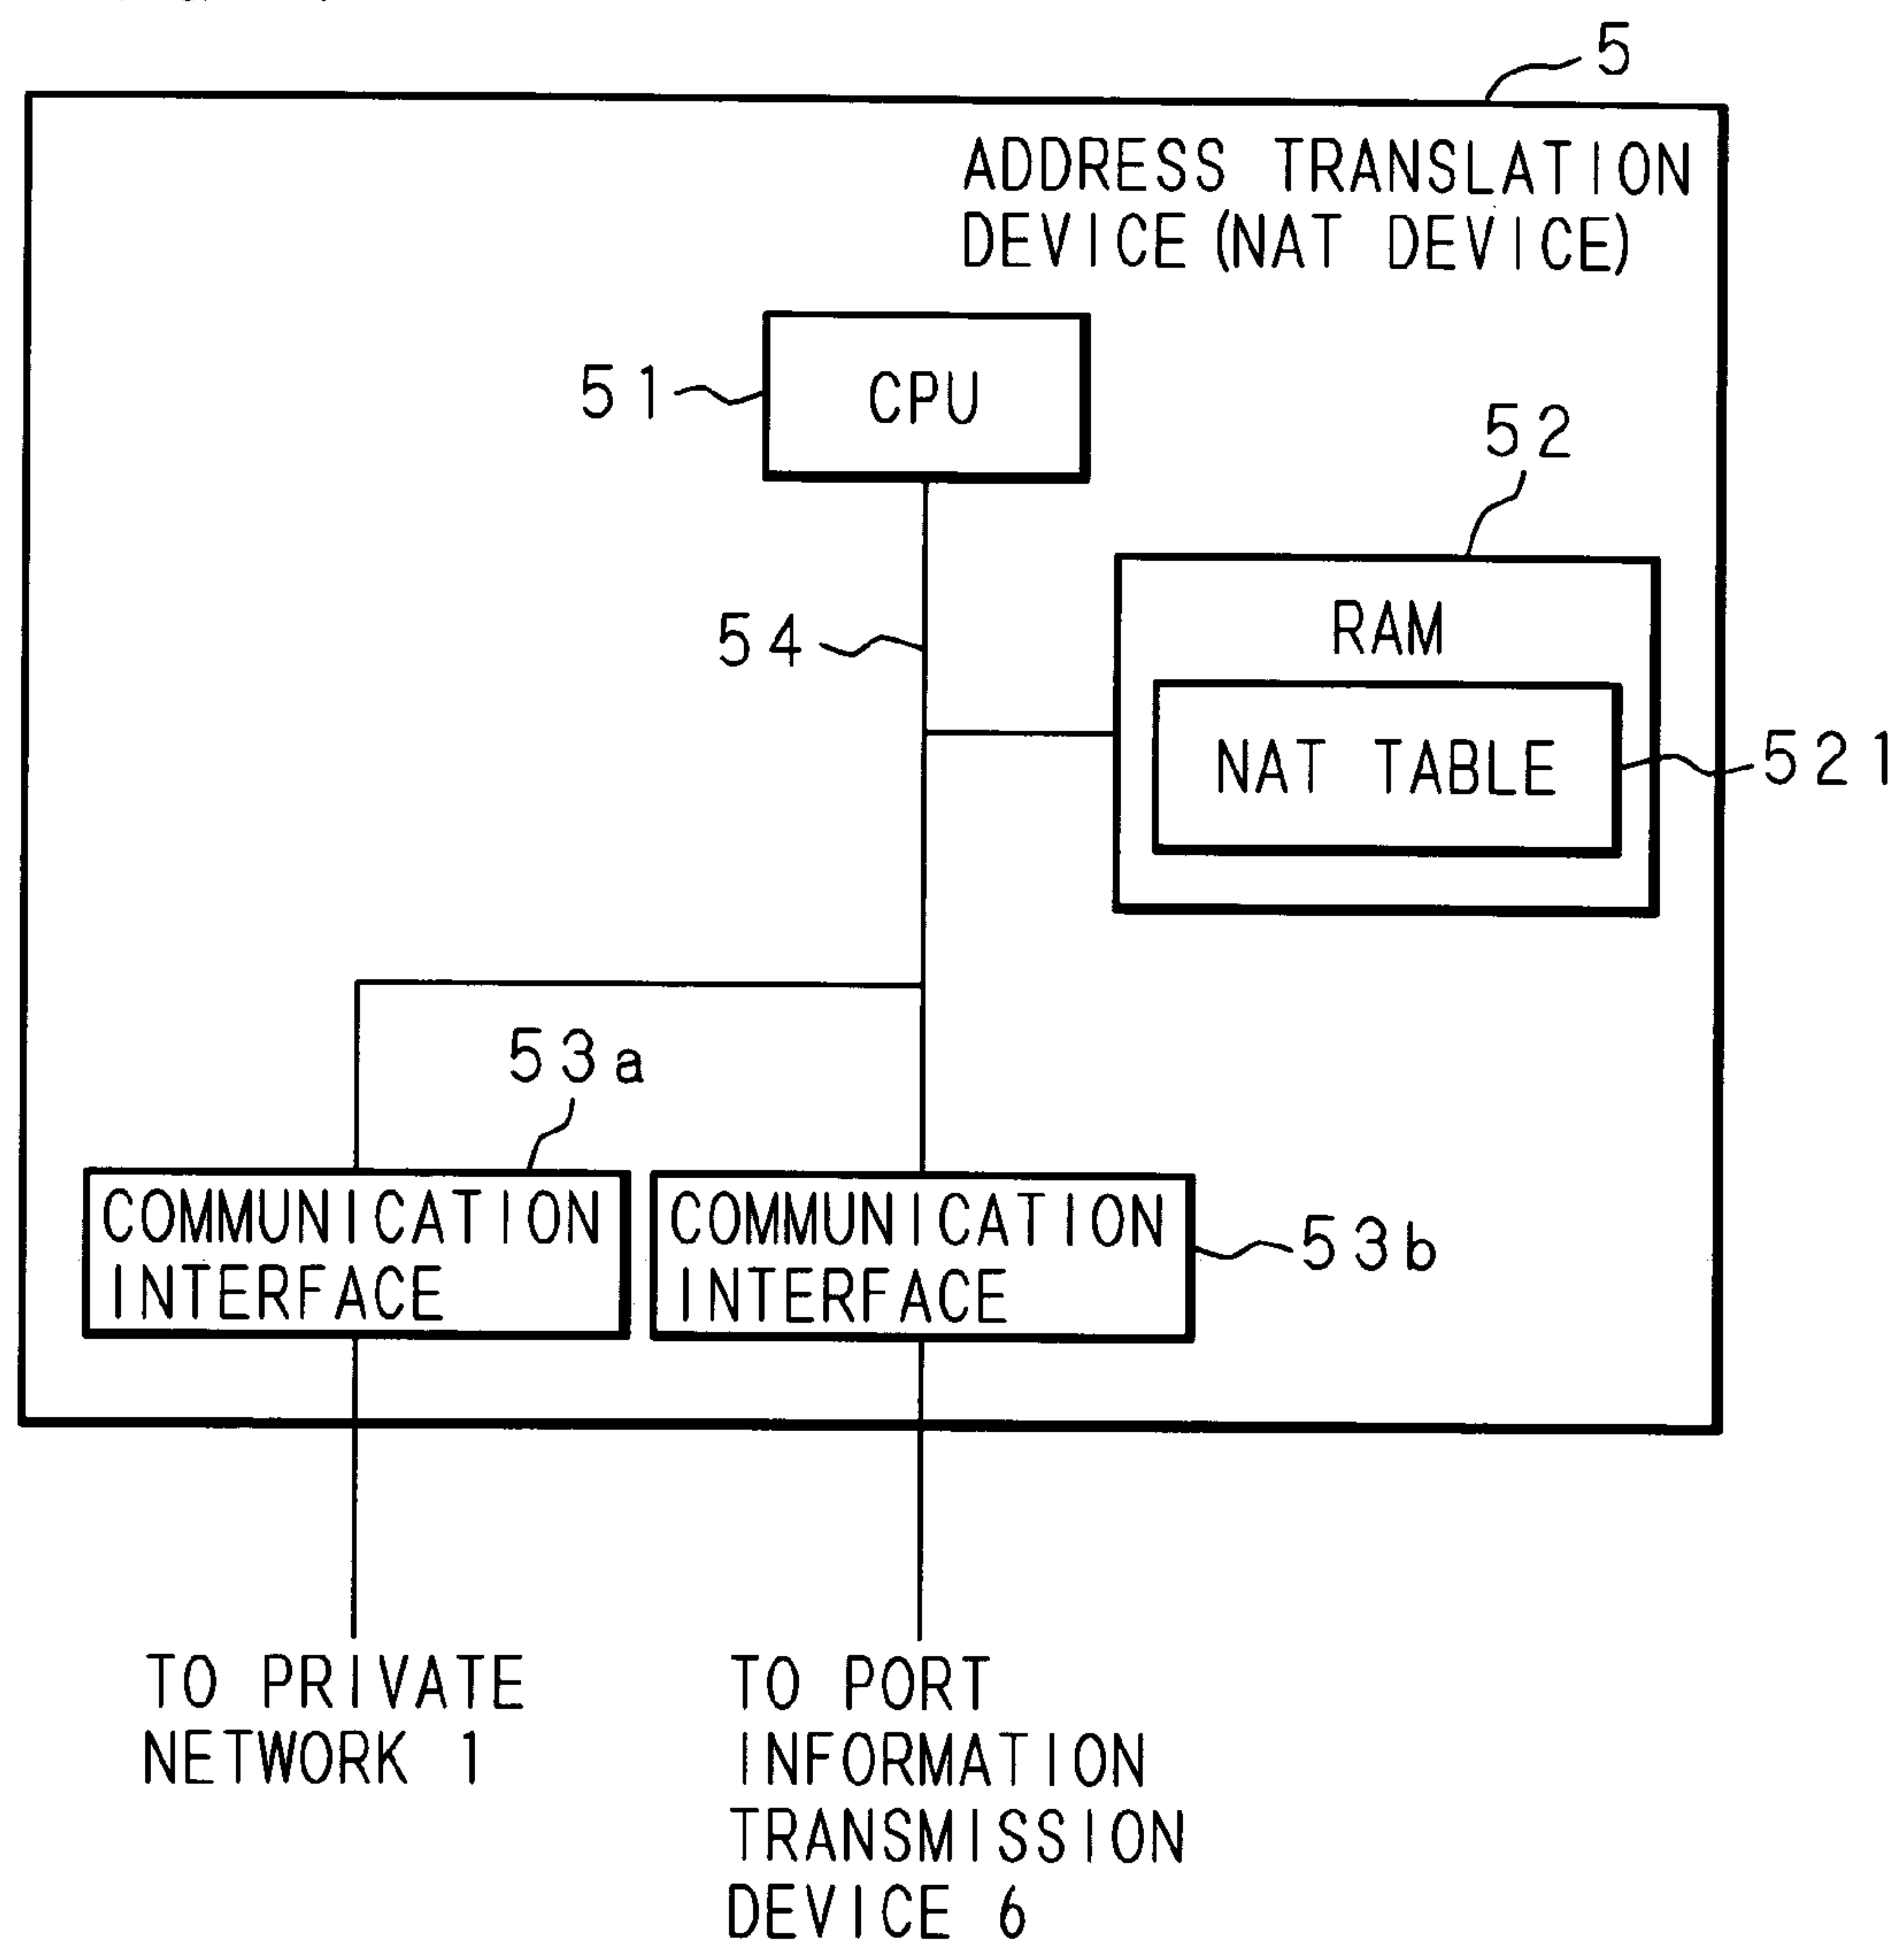 5
ADDRESS TRANSLATION
DEVICE (NAT DEVICE)
51
CPU
52
54
RAM
NAT TABLE
521
53a
COMMUNICATION
INTERFACE
COMMUNICATION
INTERFACE
53b
TO PRIVATE
NETWORK 1
TO PORT
INFORMATION
TRANSMISSION
DEVICE 6